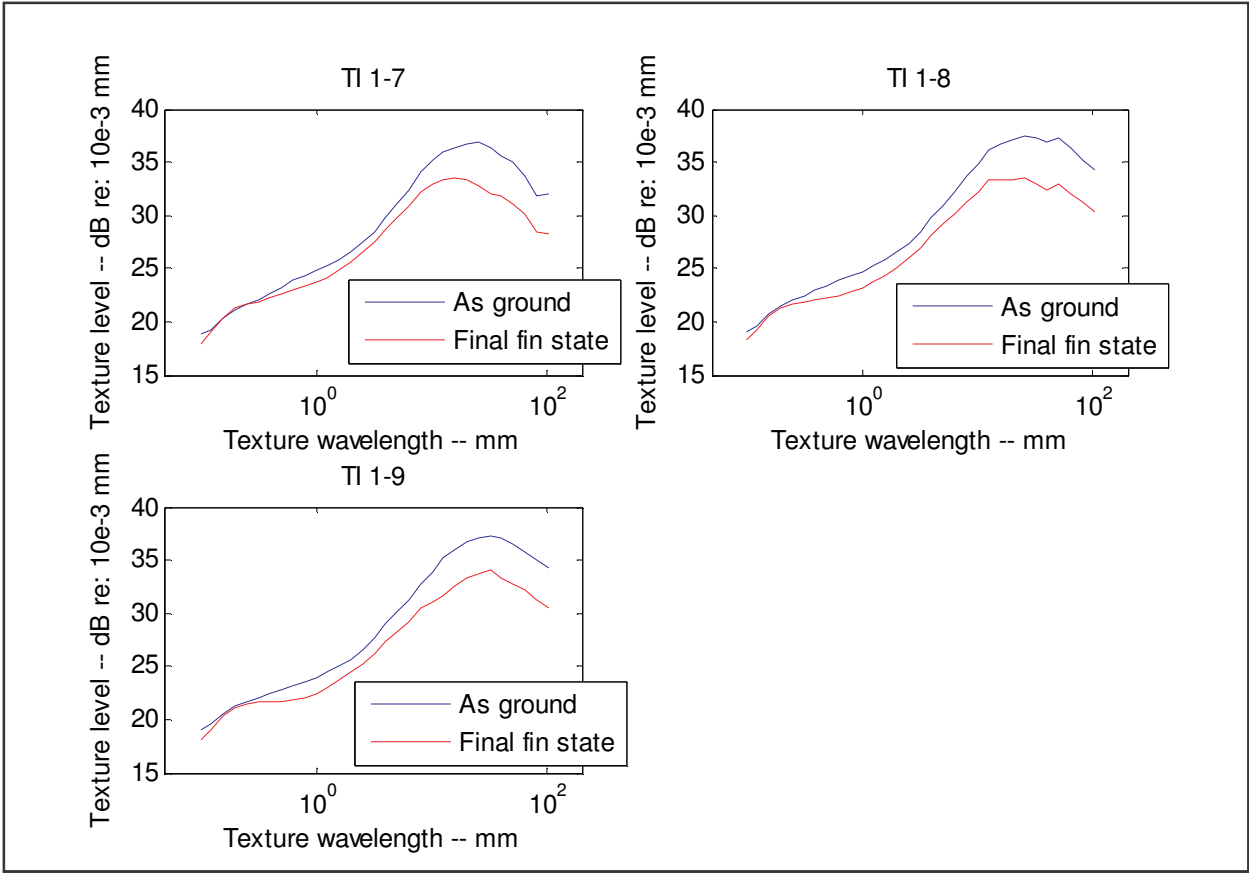 TI 1-7
Texture level -- dB re: 10e-3 mm
40
35
30
25
20
15
As ground
Final fin state
10^0
10^2
Texture wavelength -- mm
TI 1-8
Texture level -- dB re: 10e-3 mm
40
35
30
25
20
15
As ground
Final fin state
10^0
10^2
Texture wavelength -- mm
TI 1-9
Texture level -- dB re: 10e-3 mm
40
35
30
25
20
15
As ground
Final fin state
10^0
10^2
Texture wavelength -- mm